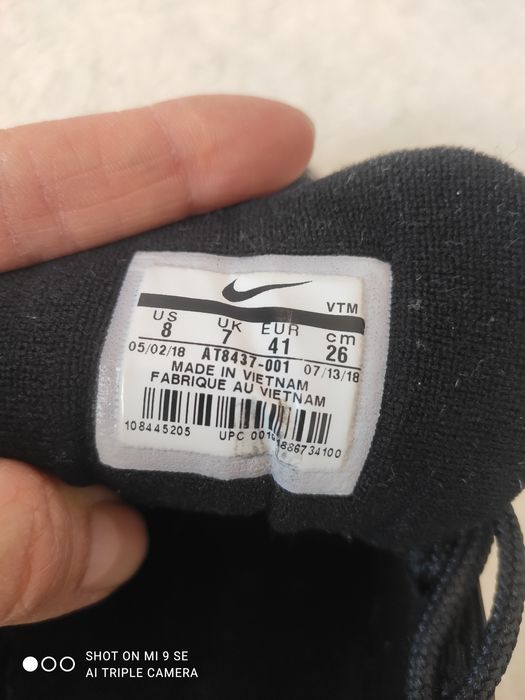 VTM
US UK EUR cm
8 7 41 26
05/02/18 AT8437-001 07/13/18
MADE IN VIETNAM
FABRIQUE AU VIETNAM
108445205 UPC
SHOT ON MI 9 SE
AI TRIPLE CAMERA